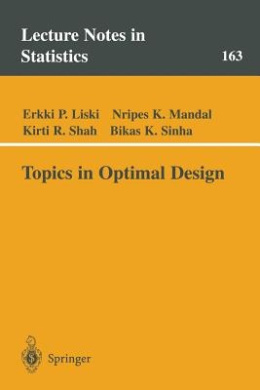 Lecture Notes in
Statistics 163
Erkki P. Liski Nripes K. Mandal
Kirti R. Shah Bikas K. Sinha
Topics in Optimal Design
Springer